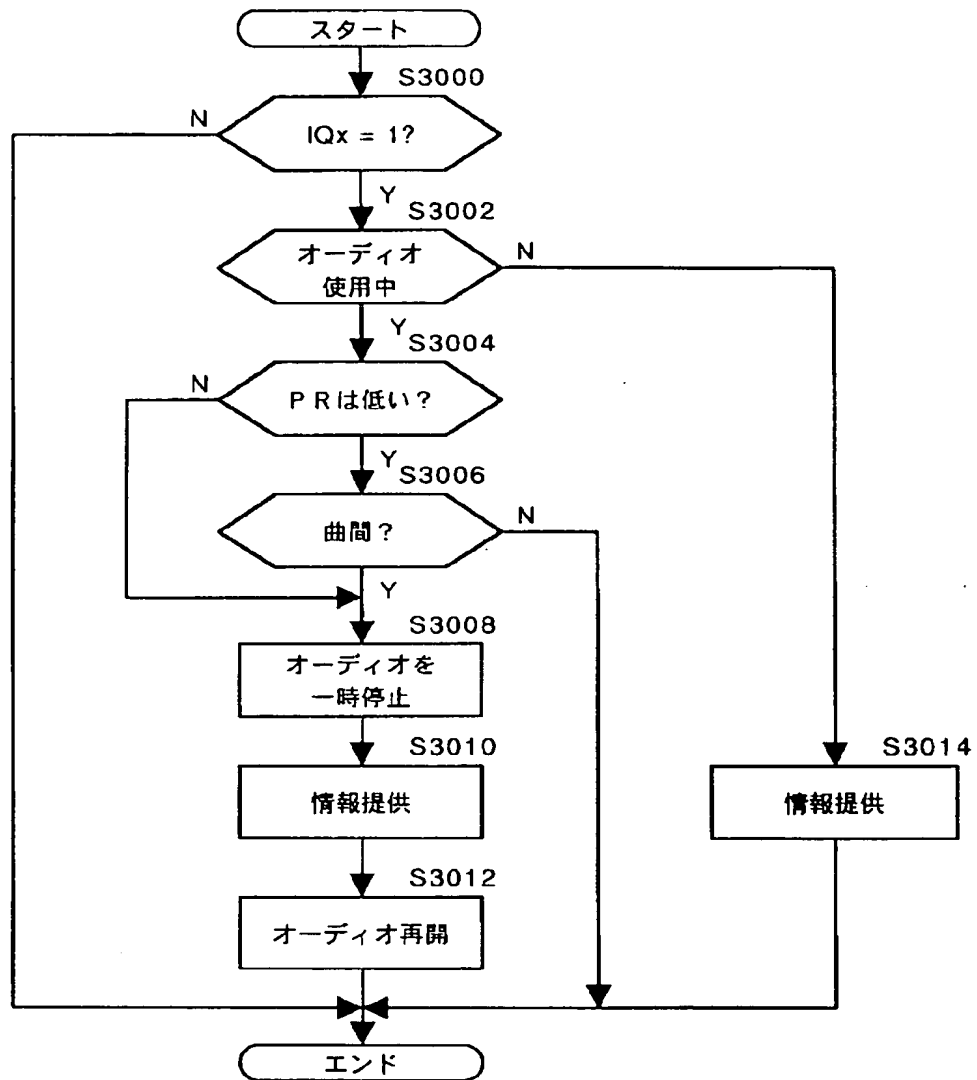 スタート
S3000
N
IQx = 1?
Y
S3002
オーディオ
使用中
N
Y
S3004
N
PRは低い？
Y
S3006
曲間？
N
Y
S3008
オーディオを
一時停止
S3010
情報提供
S3014
情報提供
S3012
オーディオ再開
エンド